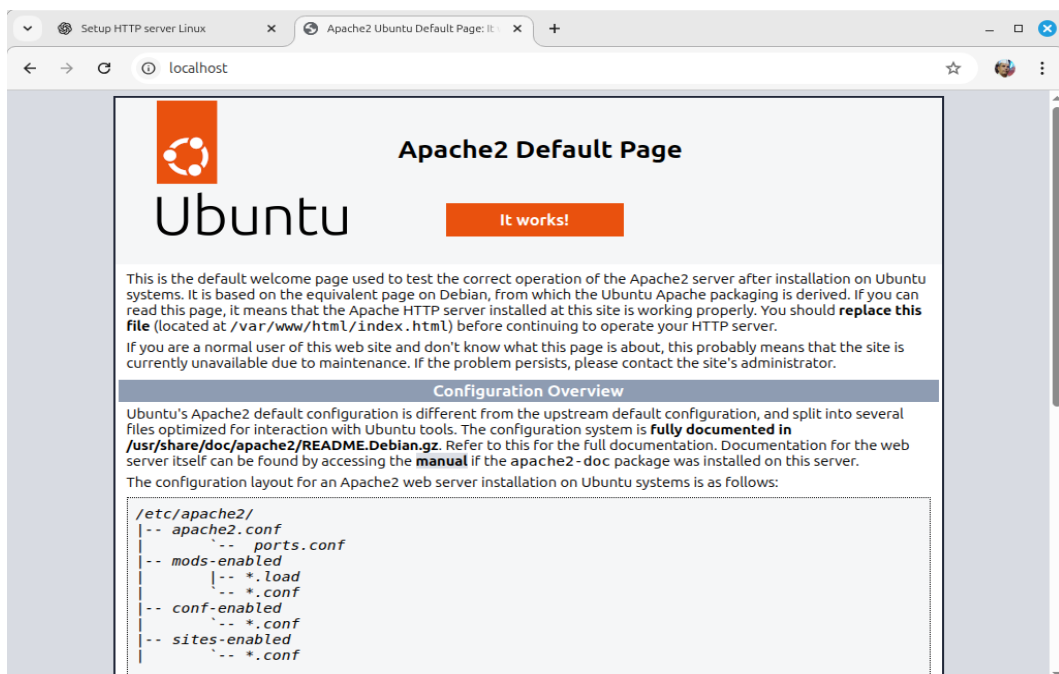 Setup HTTP server Linux
Apache2 Ubuntu Default Page: It
localhost
Ubuntu
Apache2 Default Page
It works!
This is the default welcome page used to test the correct operation of the Apache2 server after installation on Ubuntu
systems. It is based on the equivalent page on Debian, from which the Ubuntu Apache packaging is derived. If you can
read this page, it means that the Apache HTTP server installed at this site is working properly. You should replace this
file (located at /var/www/html/index.html) before continuing to operate your HTTP server.
If you are a normal user of this web site and don't know what this page is about, this probably means that the site is
currently unavailable due to maintenance. If the problem persists, please contact the site's administrator.
Configuration Overview
Ubuntu's Apache2 default configuration is different from the upstream default configuration, and split into several
files optimized for interaction with Ubuntu tools. The configuration system is fully documented in
/usr/share/doc/apache2/README.Debian.gz. Refer to this for the full documentation. Documentation for the web
server itself can be found by accessing the manual if the apache2-doc package was installed on this server.
The configuration layout for an Apache2 web server installation on Ubuntu systems is as follows:
/etc/apache2/
|-- apache2.conf
|       `--  ports.conf
|-- mods-enabled
|       |-- *.load
|       `-- *.conf
|-- conf-enabled
|       `-- *.conf
|-- sites-enabled
|       `-- *.conf